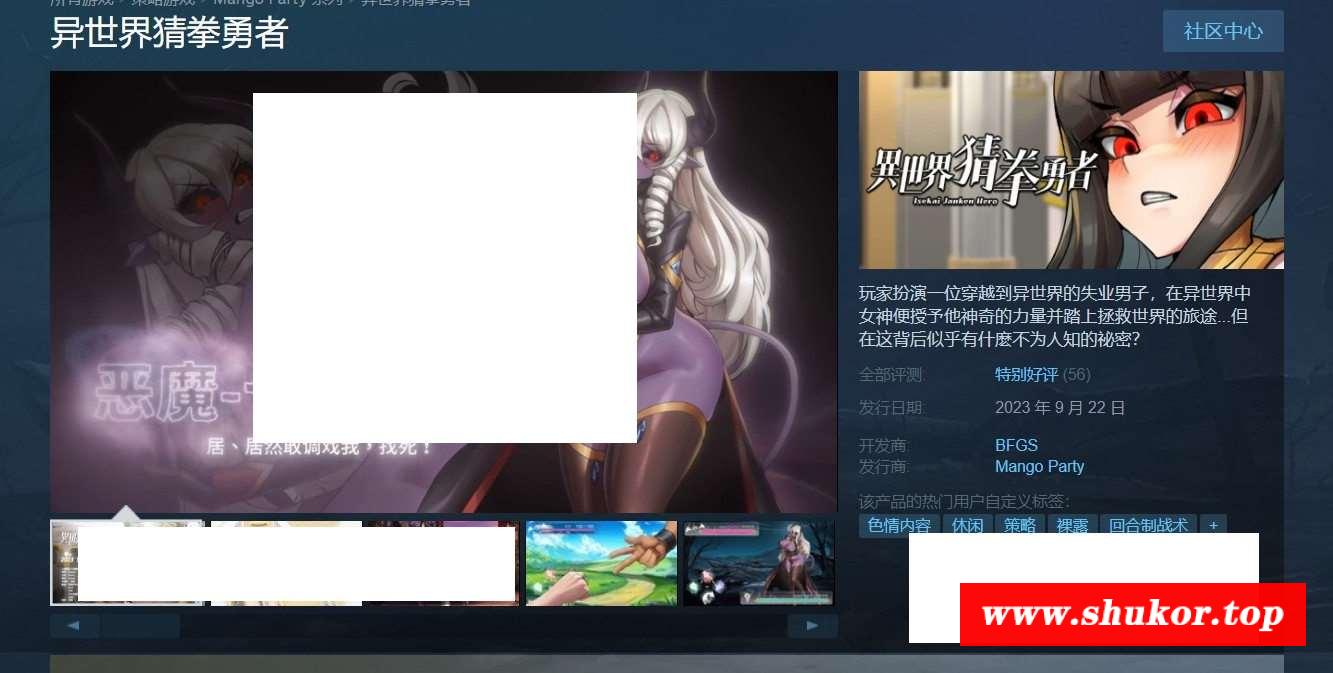 所有游戏 > 策略游戏 > Mango Party 系列 > 异世界猜拳勇者
异世界猜拳勇者
社区中心
恶魔-
居、居然敢调戏我，找死！
異世界猜拳勇者
Isekai Janken Hero
玩家扮演一位穿越到异世界的失业男子，在异世界中
女神便授予他神奇的力量并踏上拯救世界的旅途...但
在这背后似乎有什麼不为人知的祕密?
全部评测: 特别好评 (56)
发行日期: 2023 年 9 月 22 日
开发商: BFGS
发行商: Mango Party
该产品的热门用户自定义标签:
色情内容 休闲 策略 裸露 回合制战术 +
www.shukor.top